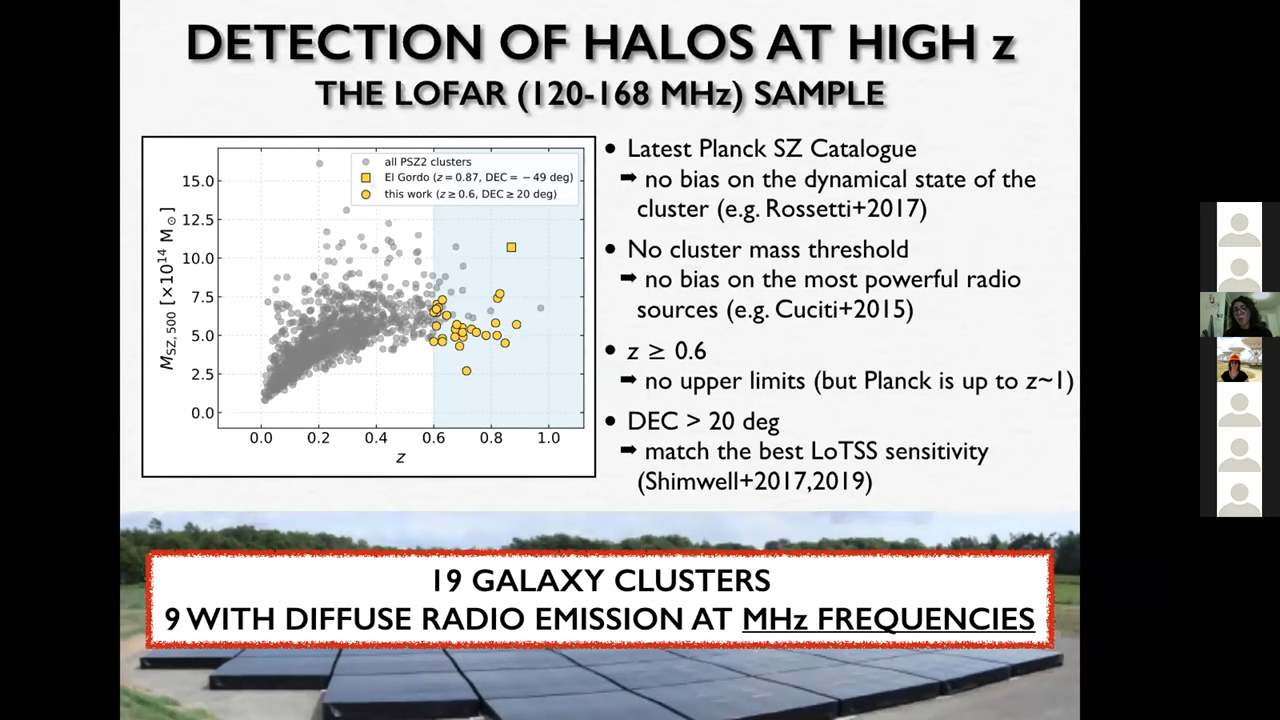 DETECTION OF HALOS AT HIGH z
THE LOFAR (120-168 MHz) SAMPLE
all PSZ2 clusters
El Gordo (z = 0.87, DEC = − 49 deg)
this work (z ≥ 0.6, DEC ≥ 20 deg)
15.0
12.5
10.0
7.5
5.0
2.5
0.0
M_SZ, 500 [×10^14 M_⊙]
0.0 0.2 0.4 0.6 0.8 1.0
z
• Latest Planck SZ Catalogue
➡ no bias on the dynamical state of the
cluster (e.g. Rossetti+2017)
• No cluster mass threshold
➡ no bias on the most powerful radio
sources (e.g. Cuciti+2015)
• z ≥ 0.6
➡ no upper limits (but Planck is up to z~1)
• DEC > 20 deg
➡ match the best LoTSS sensitivity
(Shimwell+2017,2019)
19 GALAXY CLUSTERS
9 WITH DIFFUSE RADIO EMISSION AT MHz FREQUENCIES